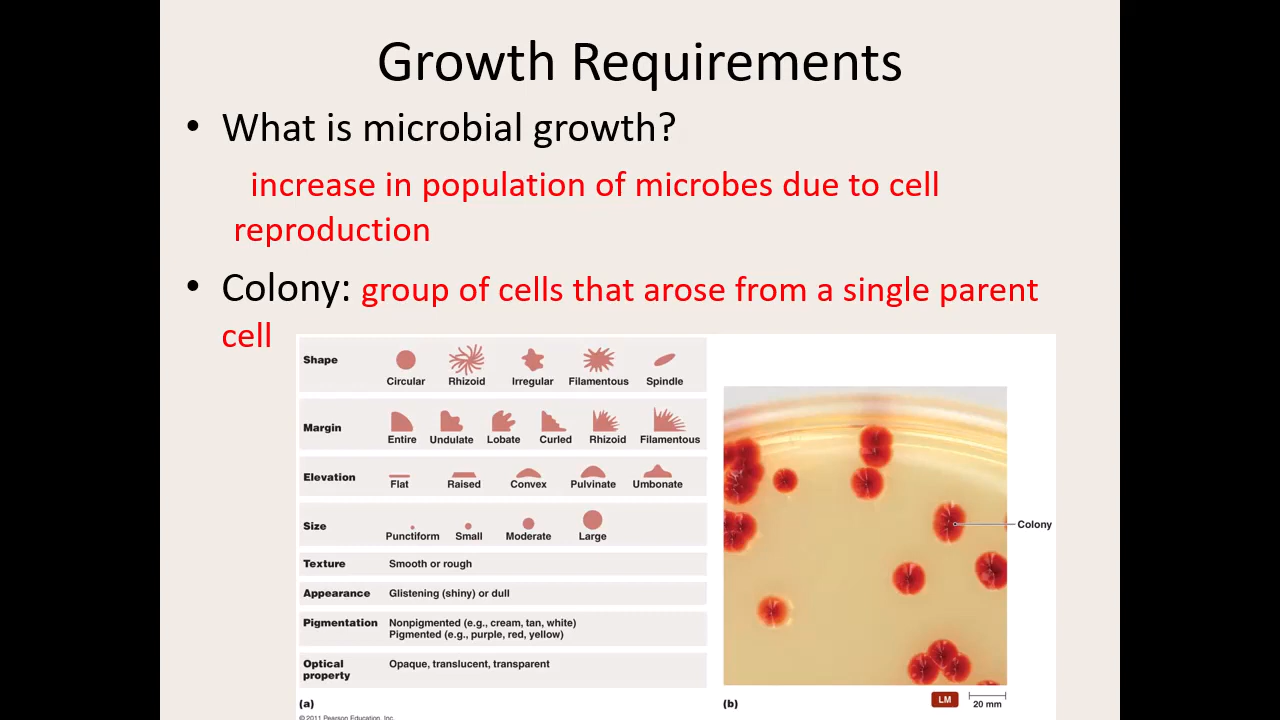 Growth Requirements
• What is microbial growth?
increase in population of microbes due to cell
reproduction
• Colony: group of cells that arose from a single parent
cell
Shape
Circular Rhizoid Irregular Filamentous Spindle
Margin
Entire Undulate Lobate Curled Rhizoid Filamentous
Elevation
Flat Raised Convex Pulvinate Umbonate
Size
Punctiform Small Moderate Large
Texture Smooth or rough
Appearance Glistening (shiny) or dull
Pigmentation Nonpigmented (e.g., cream, tan, white)
Pigmented (e.g., purple, red, yellow)
Optical Opaque, translucent, transparent
property
(a)
© 2011 Pearson Education, Inc.
Colony
(b)
LM
20 mm